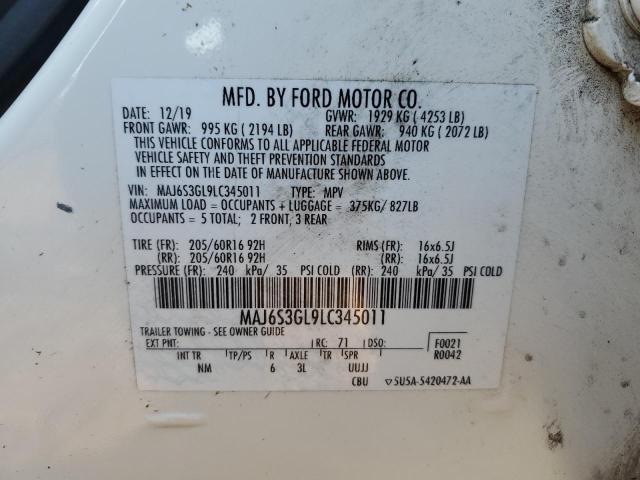 MFD. BY FORD MOTOR CO.
DATE: 12/19 GVWR: 1929 KG ( 4253 LB)
FRONT GAWR: 995 KG ( 2194 LB) REAR GAWR: 940 KG ( 2072 LB)
THIS VEHICLE CONFORMS TO ALL APPLICABLE FEDERAL MOTOR
VEHICLE SAFETY AND THEFT PREVENTION STANDARDS
IN EFFECT ON THE DATE OF MANUFACTURE SHOWN ABOVE.
VIN: MAJ6S3GL9LC345011 TYPE: MPV
MAXIMUM LOAD = OCCUPANTS + LUGGAGE = 375KG/ 827LB
OCCUPANTS : 5 TOTAL; 2 FRONT, 3 REAR
TIRE (FR): 205/60R16 92H RIMS (FR): 16x6.5J
(RR): 205/60R16 92H (RR): 16x6.5J
PRESSURE (FR): 240 kPa/ 35 PSI COLD (RR): 240 kPa/ 35 PSI COLD
MAJ6S3GL9LC345011
TRAILER TOWING - SEE OWNER GUIDE
EXT PNT: RC: 71 DSO: F0021
R0042
INT TR TP/PS R AXLE TR SPR
NM 6 3L UUJJ
CBU ▽5U5A-5420472-AA